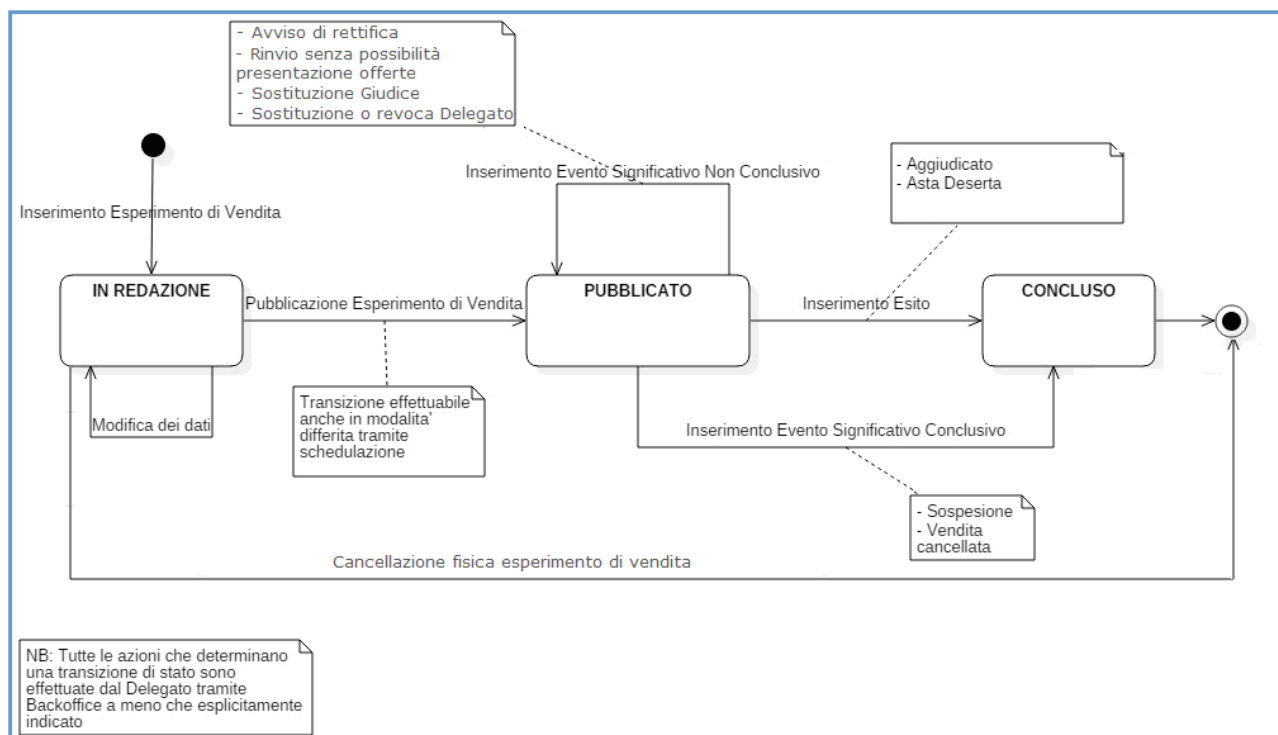 - Avviso di rettifica
- Rinvio senza possibilità
presentazione offerte
- Sostituzione Giudice
- Sostituzione o revoca Delegato
Inserimento Evento Significativo Non Conclusivo
- Aggiudicato
- Asta Deserta
Inserimento Esperimento di Vendita
IN REDAZIONE
Pubblicazione Esperimento di Vendita
PUBBLICATO
Inserimento Esito
CONCLUSO
Modifica dei dati
Transizione effettuabile
anche in modalita'
differita tramite
schedulazione
Inserimento Evento Significativo Conclusivo
- Sospesione
- Vendita
cancellata
Cancellazione fisica esperimento di vendita
NB: Tutte le azioni che determinano
una transizione di stato sono
effettuate dal Delegato tramite
Backoffice a meno che esplicitamente
indicato